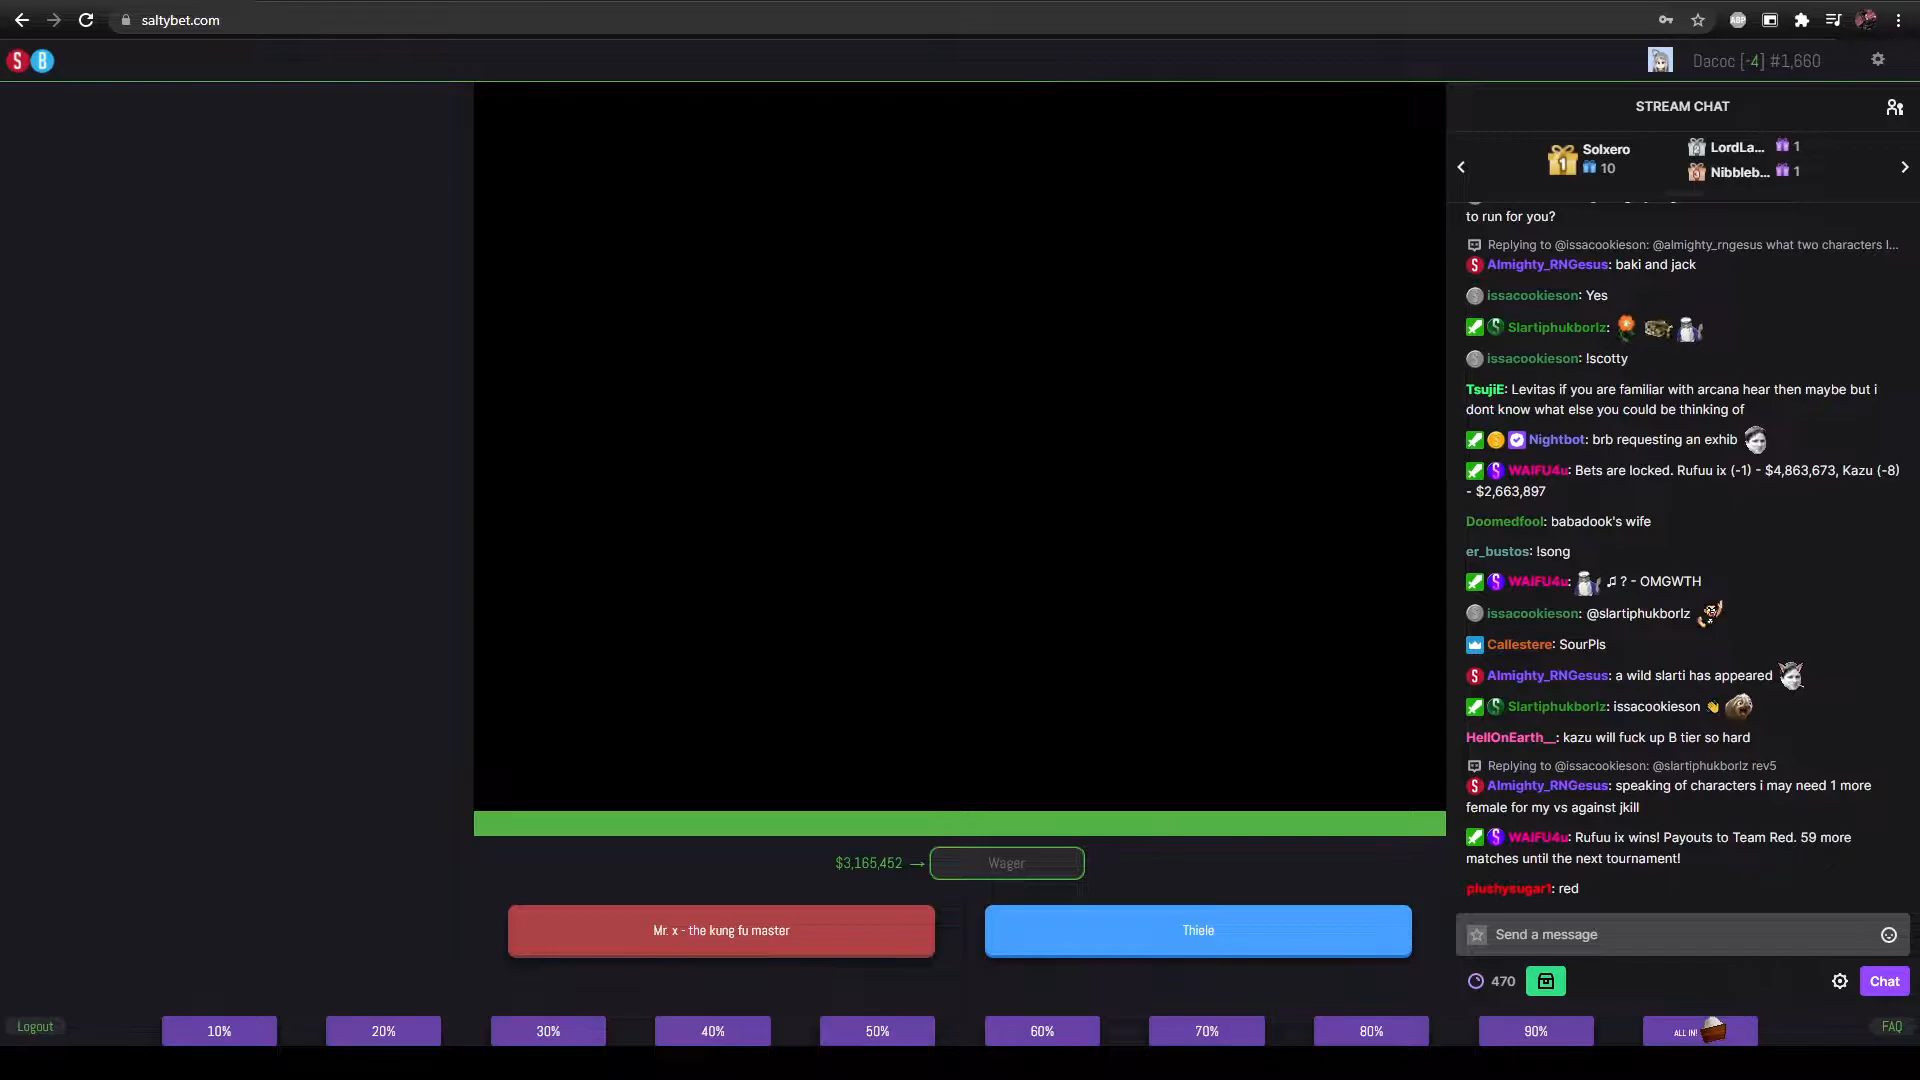 saltybet.com
ABP
S B
Dacoc [-4] #1,660
STREAM CHAT
1 Solxero 10
2 LordLa... 1
3 Nibbleb... 1
to run for you?
Replying to @issacookieson: @almighty_rngesus what two characters I...
Almighty_RNGesus: baki and jack
issacookieson: Yes
Slartiphukborlz:
issacookieson: !scotty
TsujiE: Levitas if you are familiar with arcana hear then maybe but i
dont know what else you could be thinking of
Nightbot: brb requesting an exhib
WAIFU4u: Bets are locked. Rufuu ix (-1) - $4,863,673, Kazu (-8)
- $2,663,897
Doomedfool: babadook's wife
er_bustos: !song
WAIFU4u: ♫ ? - OMGWTH
issacookieson: @slartiphukborlz
Callestere: SourPls
Almighty_RNGesus: a wild slarti has appeared
Slartiphukborlz: issacookieson 👋
HellOnEarth__: kazu will fuck up B tier so hard
Replying to @issacookieson: @slartiphukborlz rev5
Almighty_RNGesus: speaking of characters i may need 1 more
female for my vs against jkill
WAIFU4u: Rufuu ix wins! Payouts to Team Red. 59 more
matches until the next tournament!
plushysugar1: red
$3,165,452 → Wager
Mr. x - the kung fu master
Thiele
Send a message
470
Chat
Logout
10%
20%
30%
40%
50%
60%
70%
80%
90%
ALL IN!
FAQ